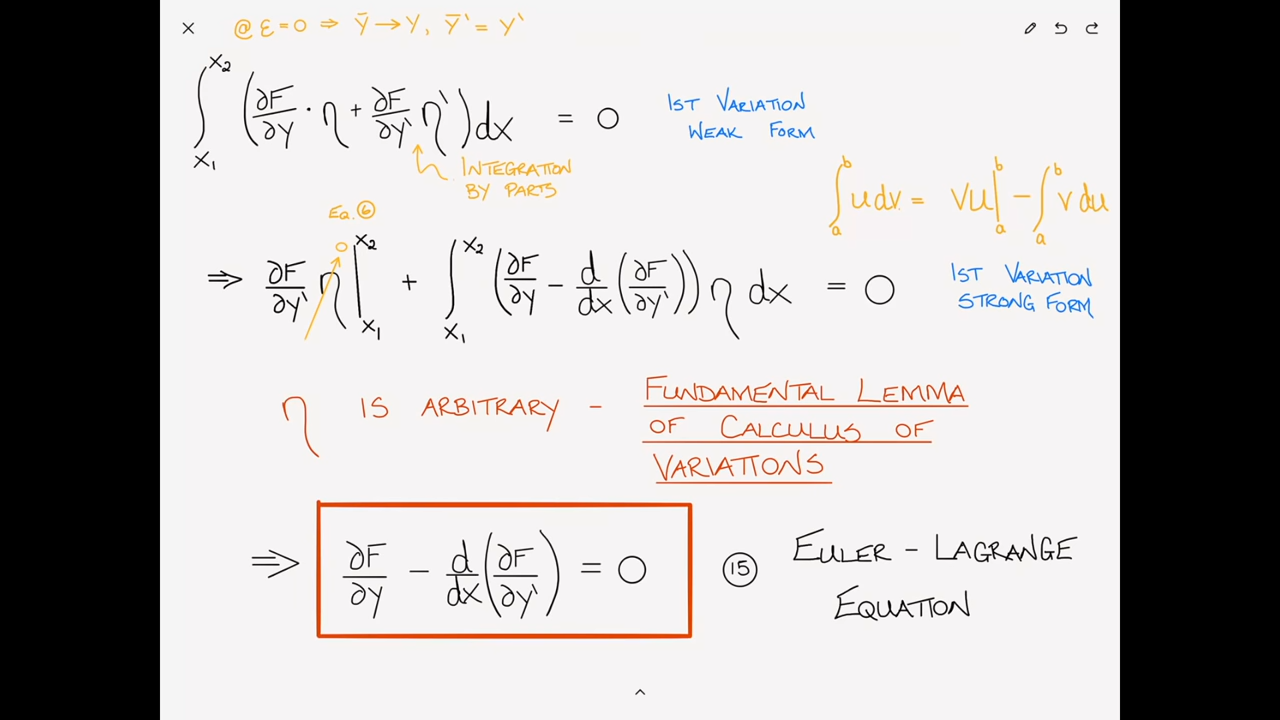 @ ε = 0 ⇒ Ȳ → Y, Ȳ' = Y'
∫_{x₁}^{x₂} (∂F/∂y · η + ∂F/∂y' η') dx = 0
1ST VARIATION
WEAK FORM
INTEGRATION
BY PARTS
∫_a^b u dv = vu|_a^b − ∫_a^b v du
Eq. ⑥
⇒ ∂F/∂y' η|_{x₁}^{x₂} 0 + ∫_{x₁}^{x₂} (∂F/∂y − d/dx (∂F/∂y')) η dx = 0
1ST VARIATION
STRONG FORM
η IS ARBITRARY - FUNDAMENTAL LEMMA
OF CALCULUS OF
VARIATIONS
⇒ ∂F/∂y − d/dx (∂F/∂y') = 0 ⑮ EULER - LAGRANGE
EQUATION